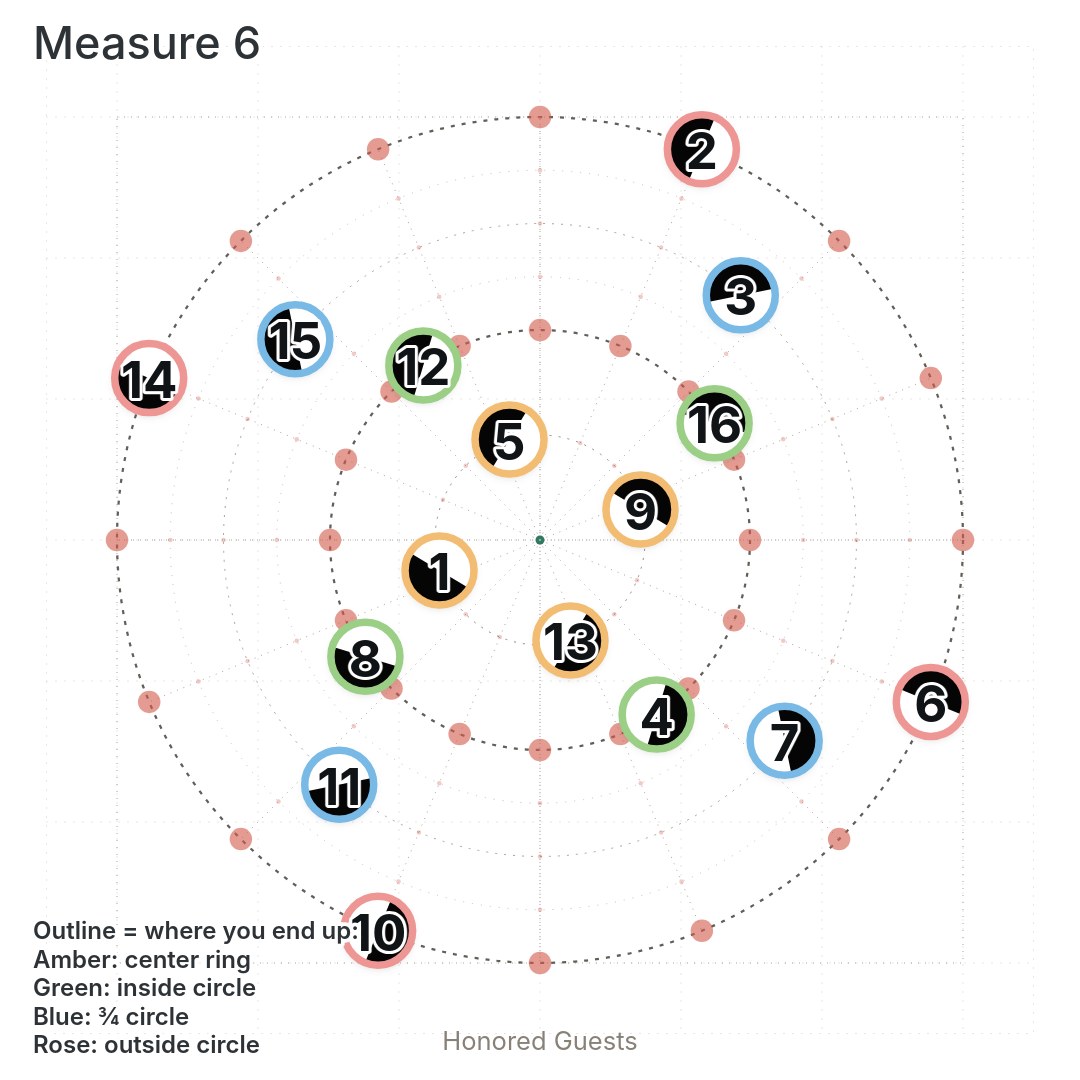 Measure 6
2
3
15
12
14
16
5
9
1
13
8
4
6
7
11
10
Outline = where you end up:
Amber: center ring
Green: inside circle
Blue: ¾ circle
Rose: outside circle
Honored Guests